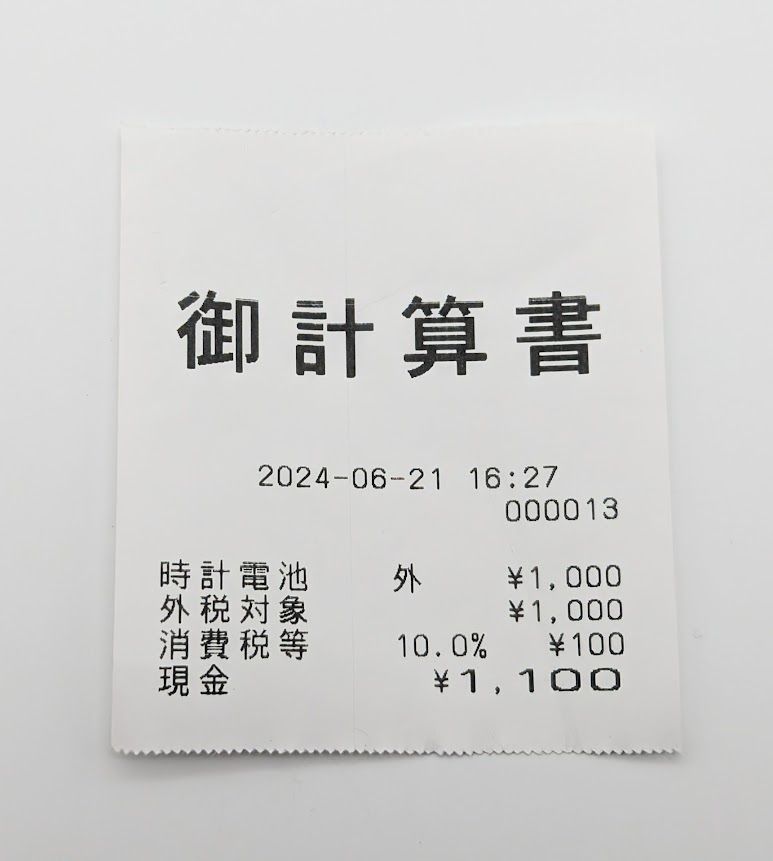 御計算書
2024-06-21 16:27
000013
時計電池 外 ¥1,000
外税対象 ¥1,000
消費税等 10.0% ¥100
現金 ¥1,100